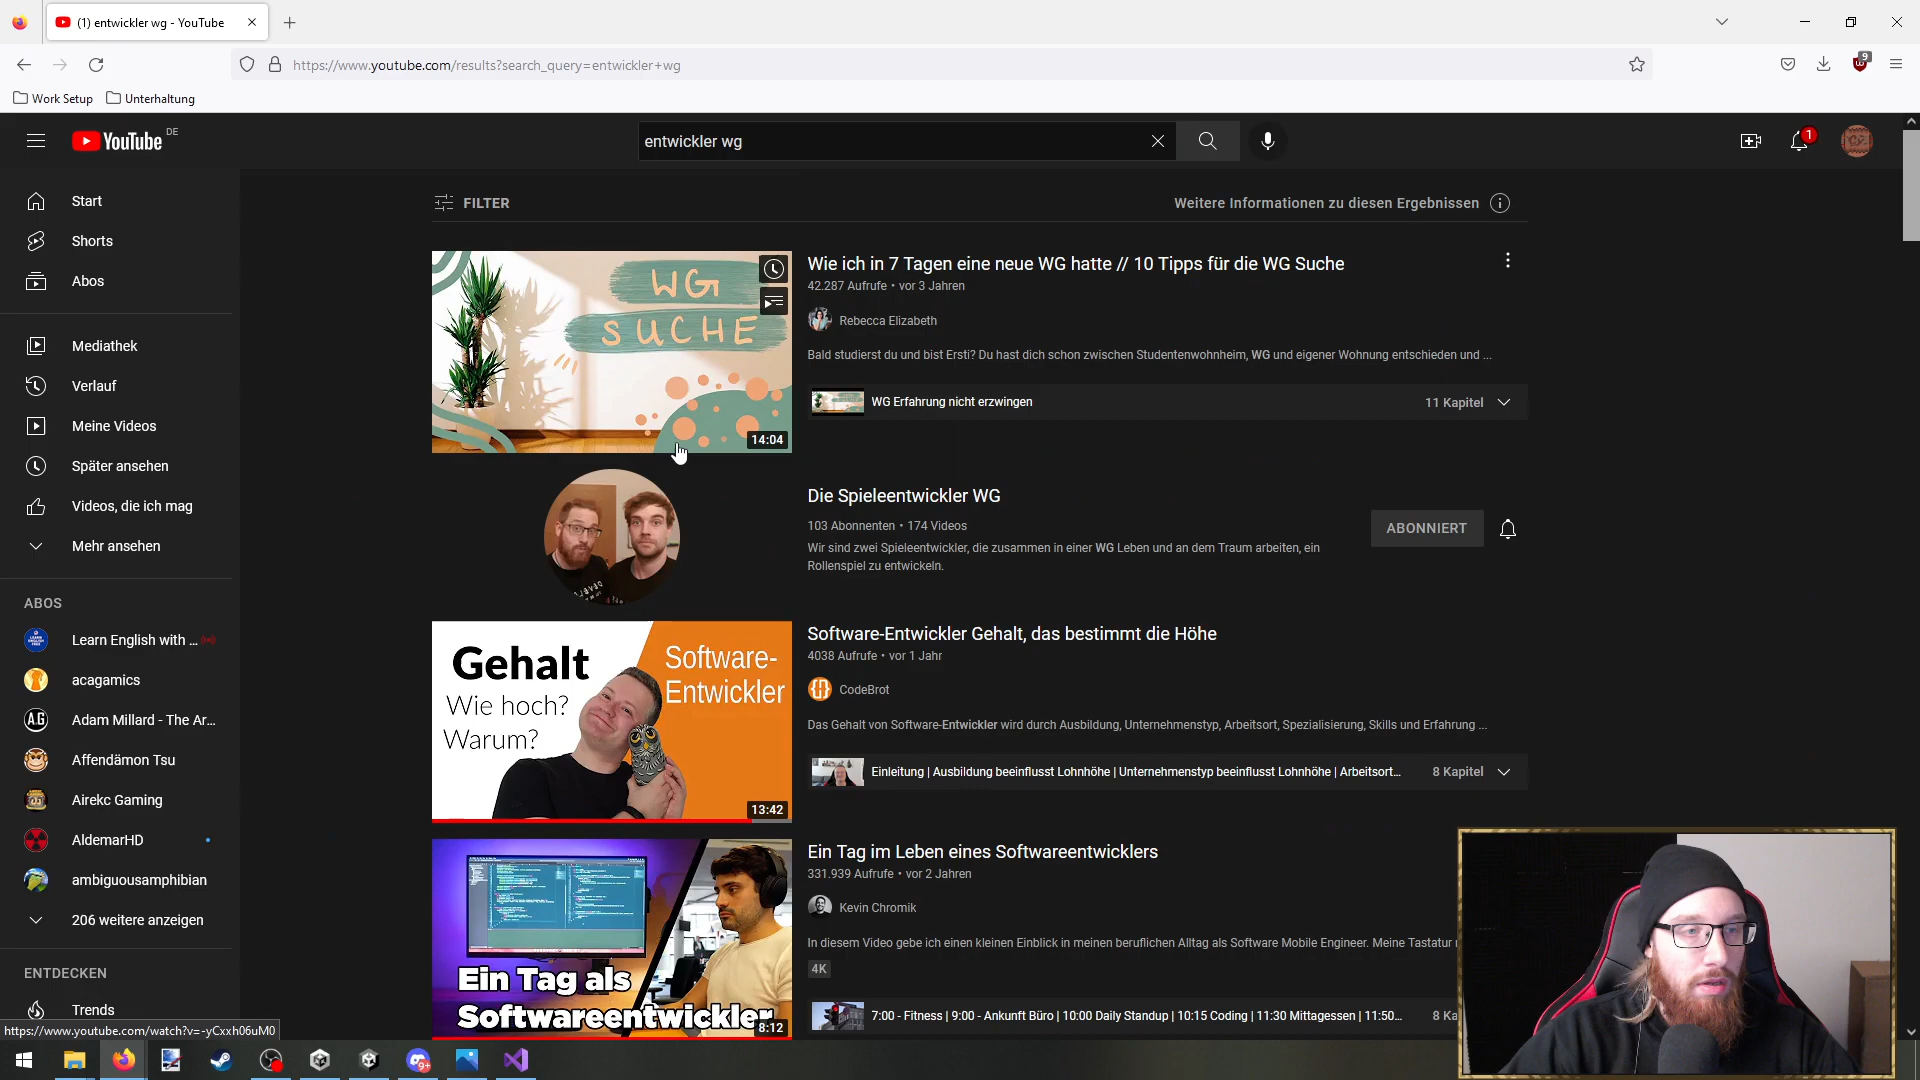 (1) entwickler wg - YouTube
https://www.youtube.com/results?search_query=entwickler+wg
9
Work Setup
Unterhaltung
YouTube DE
entwickler wg
1
Start
Shorts
Abos
Mediathek
Verlauf
Meine Videos
Später ansehen
Videos, die ich mag
Mehr ansehen
ABOS
Learn English with ...
acagamics
Adam Millard - The Ar...
Affendämon Tsu
Airekc Gaming
AldemarHD
ambiguousamphibian
206 weitere anzeigen
ENTDECKEN
Trends
https://www.youtube.com/watch?v=-yCxxh06uM0
FILTER
Weitere Informationen zu diesen Ergebnissen
WG
SUCHE
14:04
Wie ich in 7 Tagen eine neue WG hatte // 10 Tipps für die WG Suche
42.287 Aufrufe • vor 3 Jahren
Rebecca Elizabeth
Bald studierst du und bist Ersti? Du hast dich schon zwischen Studentenwohnheim, WG und eigener Wohnung entschieden und ...
WG Erfahrung nicht erzwingen
11 Kapitel
Die Spieleentwickler WG
103 Abonnenten • 174 Videos
Wir sind zwei Spieleentwickler, die zusammen in einer WG Leben und an dem Traum arbeiten, ein
Rollenspiel zu entwickeln.
ABONNIERT
Gehalt
Wie hoch?
Warum?
Software-
Entwickler
13:42
Software-Entwickler Gehalt, das bestimmt die Höhe
4038 Aufrufe • vor 1 Jahr
CodeBrot
Das Gehalt von Software-Entwickler wird durch Ausbildung, Unternehmenstyp, Arbeitsort, Spezialisierung, Skills und Erfahrung ...
Einleitung | Ausbildung beeinflusst Lohnhöhe | Unternehmenstyp beeinflusst Lohnhöhe | Arbeitsort...
8 Kapitel
Ein Tag als
Softwareentwickler
8:12
Ein Tag im Leben eines Softwareentwicklers
331.939 Aufrufe • vor 2 Jahren
Kevin Chromik
In diesem Video gebe ich einen kleinen Einblick in meinen beruflichen Alltag als Software Mobile Engineer. Meine Tastatur
4K
7:00 - Fitness | 9:00 - Ankunft Büro | 10:00 Daily Standup | 10:15 Coding | 11:30 Mittagessen | 11:50...
8 Ka
9+